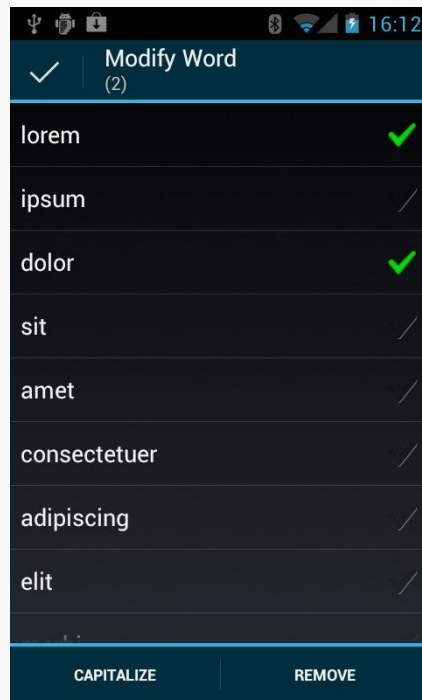 16:12
Modify Word
(2)
lorem
ipsum
dolor
sit
amet
consectetuer
adipiscing
elit
CAPITALIZE REMOVE